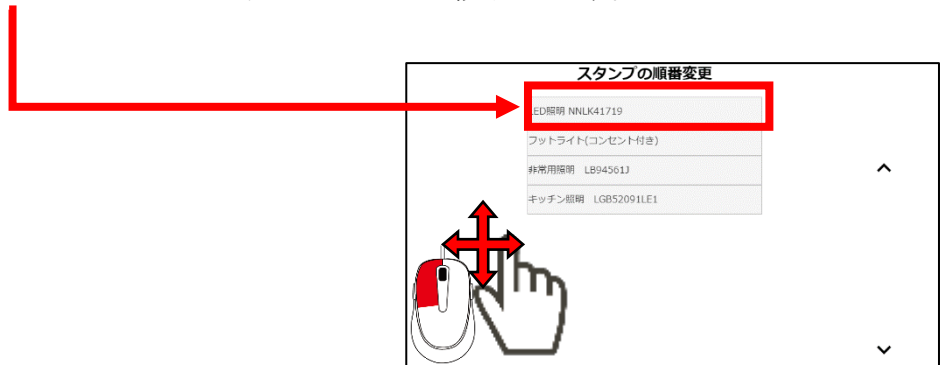 スタンプの順番変更
LED照明 NNLK41719
フットライト(コンセント付き)
非常用照明　LB94561J
キッチン照明　LGB52091LE1